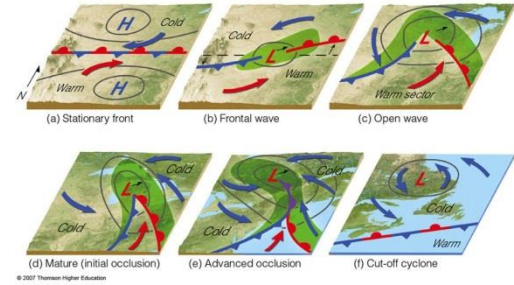 H
Cold
Warm
H
N
(a) Stationary front
Cold
L
Warm
(b) Frontal wave
Cold
L
Warm sector
(c) Open wave
Cold
L
Cold
(d) Mature (initial occlusion)
Cold
L
Cold
(e) Advanced occlusion
L
Cold
Warm
(f) Cut-off cyclone
© 2007 Thomson Higher Education